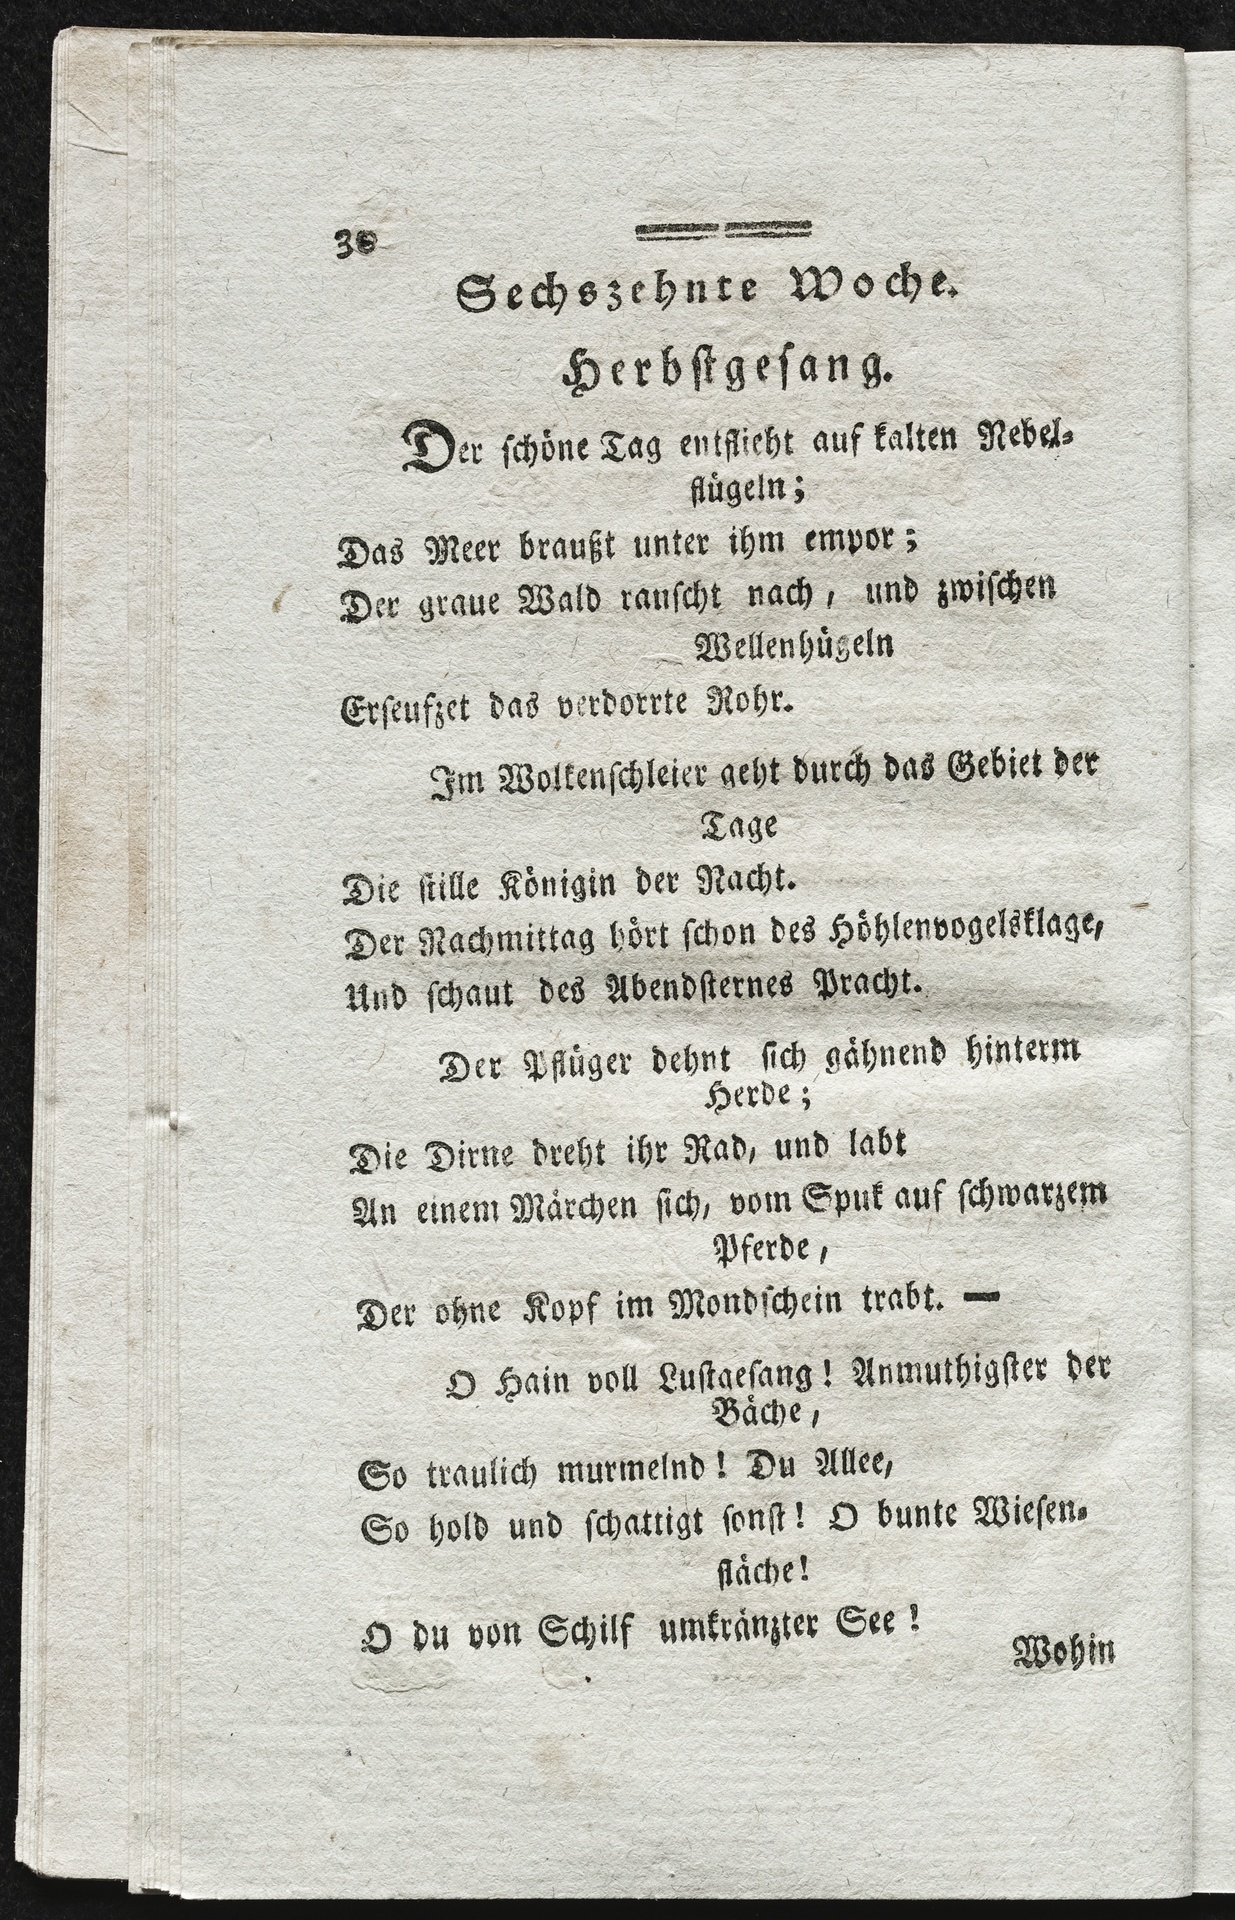 30
Sechszehnte Woche.
Herbstgesang.
Der schöne Tag entflieht auf kalten Nebel-
flügeln;
Das Meer braußt unter ihm empor;
Der graue Wald rauscht nach, und zwischen
Wellenhügeln
Erseufzet das verdorrte Rohr.
Im Wolkenschleier geht durch das Gebiet der
Tage
Die stille Königin der Nacht.
Der Nachmittag hört schon des Höhlenvogelsklage,
Und schaut des Abendsternes Pracht.
Der Pflüger dehnt sich gähnend hinterm
Herde;
Die Dirne dreht ihr Rad, und labt
An einem Märchen sich, vom Spuk auf schwarzem
Pferde,
Der ohne Kopf im Mondschein trabt. —
O Hain voll Lustgesang! Anmuthigster der
Bäche,
So traulich murmelnd! Du Allee,
So hold und schattigt sonst! O bunte Wiesen-
fläche!
O du von Schilf umkränzter See!
Wohin